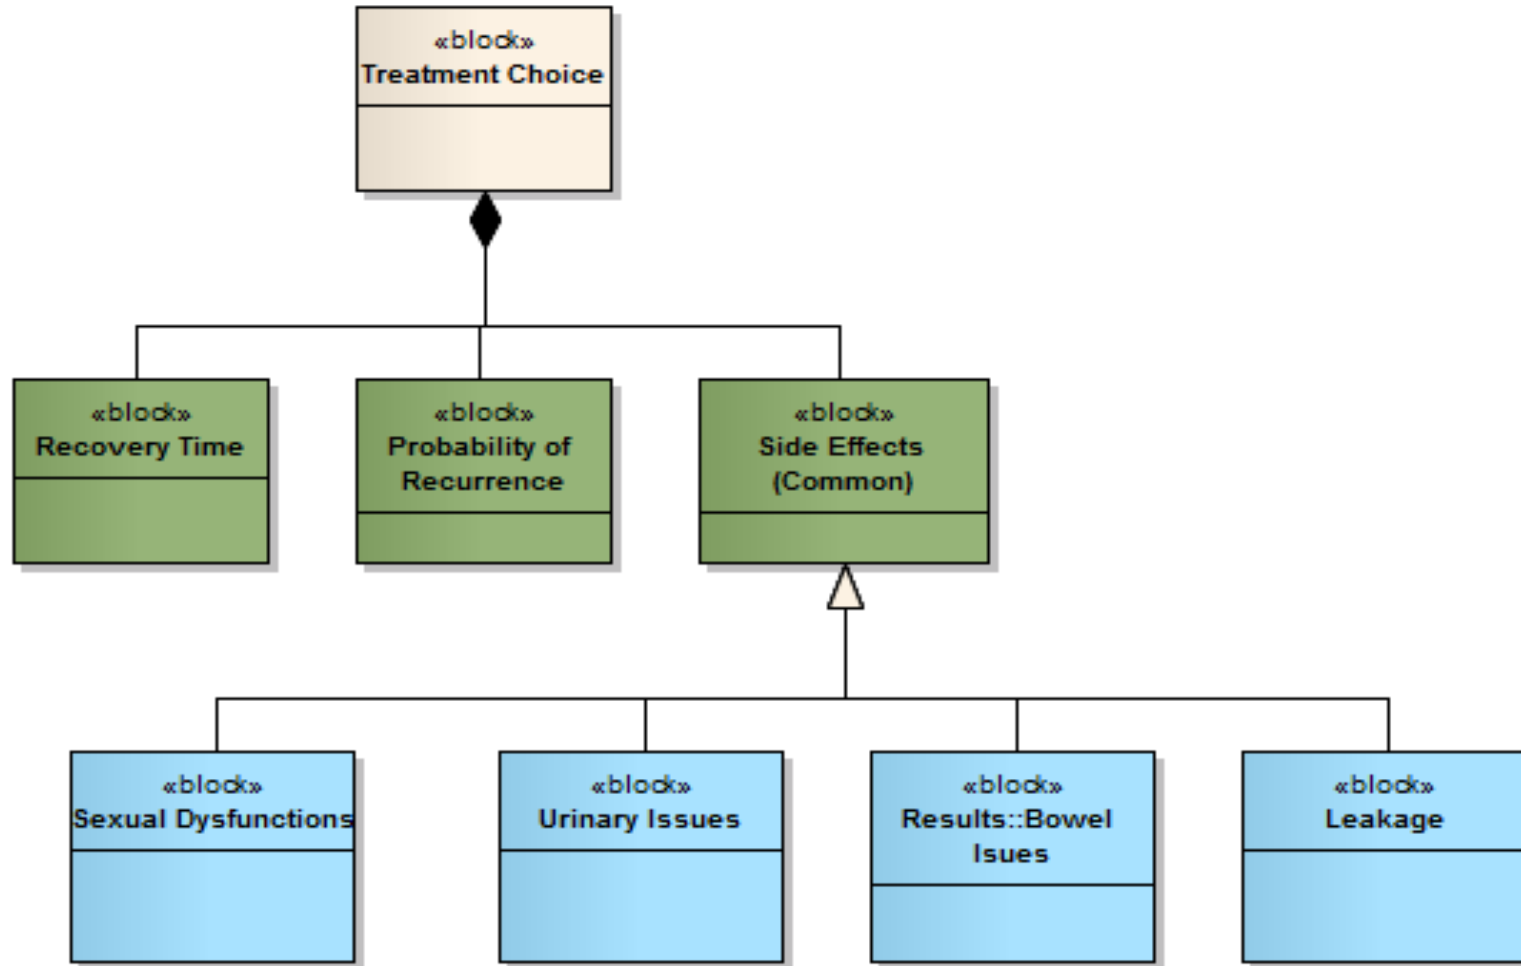 «block»
Treatment Choice
«block»
Recovery Time
«block»
Probability of
Recurrence
«block»
Side Effects
(Common)
«block»
Sexual Dysfunctions
«block»
Urinary Issues
«block»
Results::Bowel
Isues
«block»
Leakage